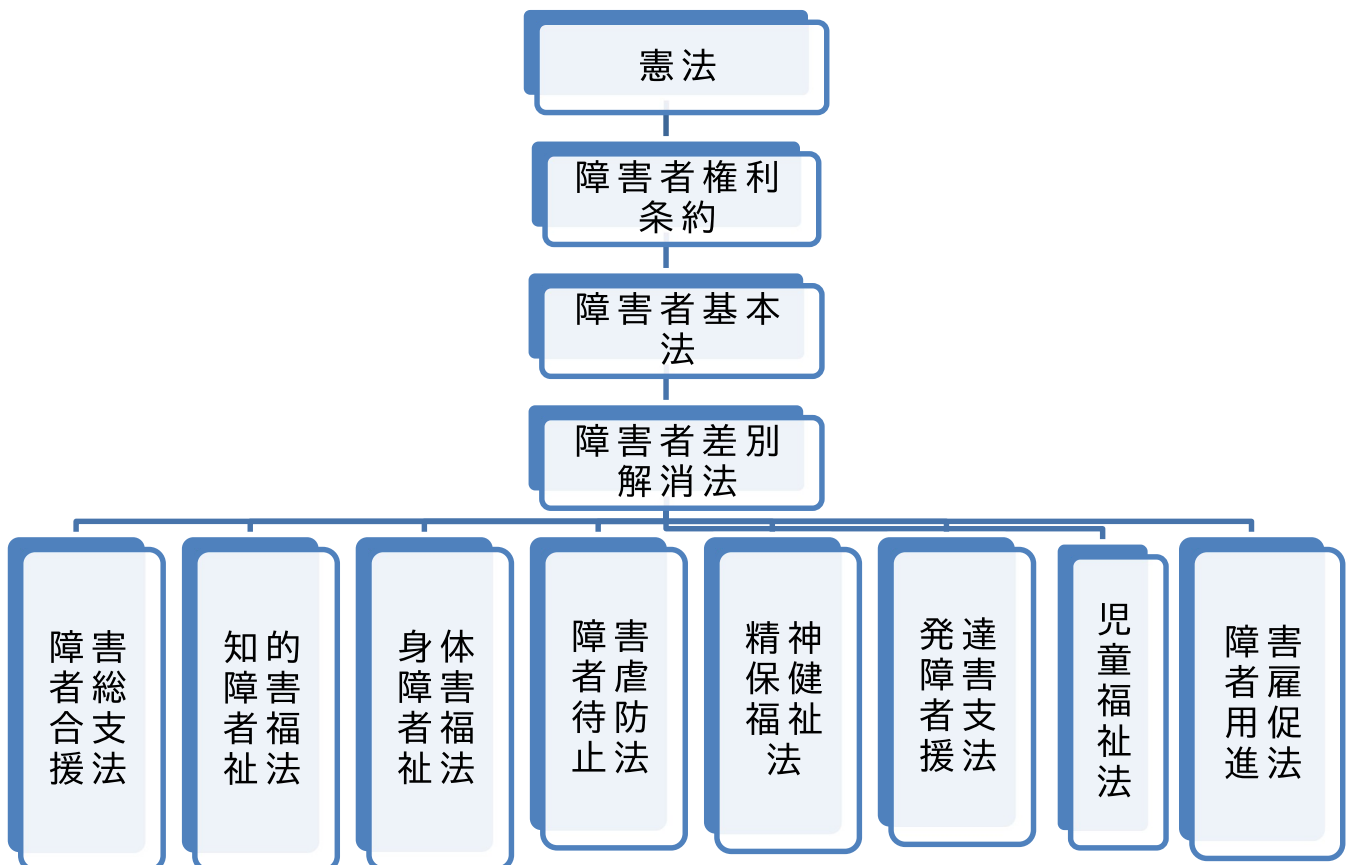 憲法
障害者権利
条約
障害者基本
法
障害者差別
解消法
障害
者総
合支
援法
知的
障害
者福
祉法
身体
障害
者福
祉法
障害
者虐
待防
止法
精神
保健
福祉
法
発達
障害
者支
援法
児
童
福
祉
法
障害
者雇
用促
進法